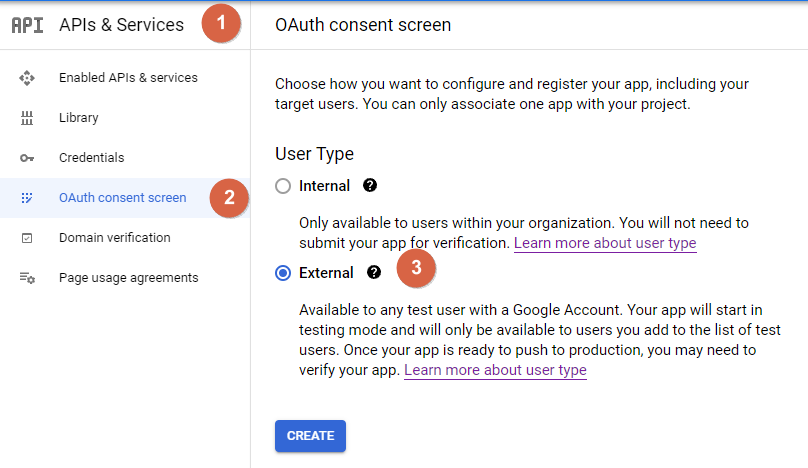 API APIs & Services 1
Enabled APIs & services
Library
Credentials
OAuth consent screen 2
Domain verification
Page usage agreements
OAuth consent screen
Choose how you want to configure and register your app, including your
target users. You can only associate one app with your project.
User Type
Internal ?
Only available to users within your organization. You will not need to
submit your app for verification. Learn more about user type
External ? 3
Available to any test user with a Google Account. Your app will start in
testing mode and will only be available to users you add to the list of test
users. Once your app is ready to push to production, you may need to
verify your app. Learn more about user type
CREATE